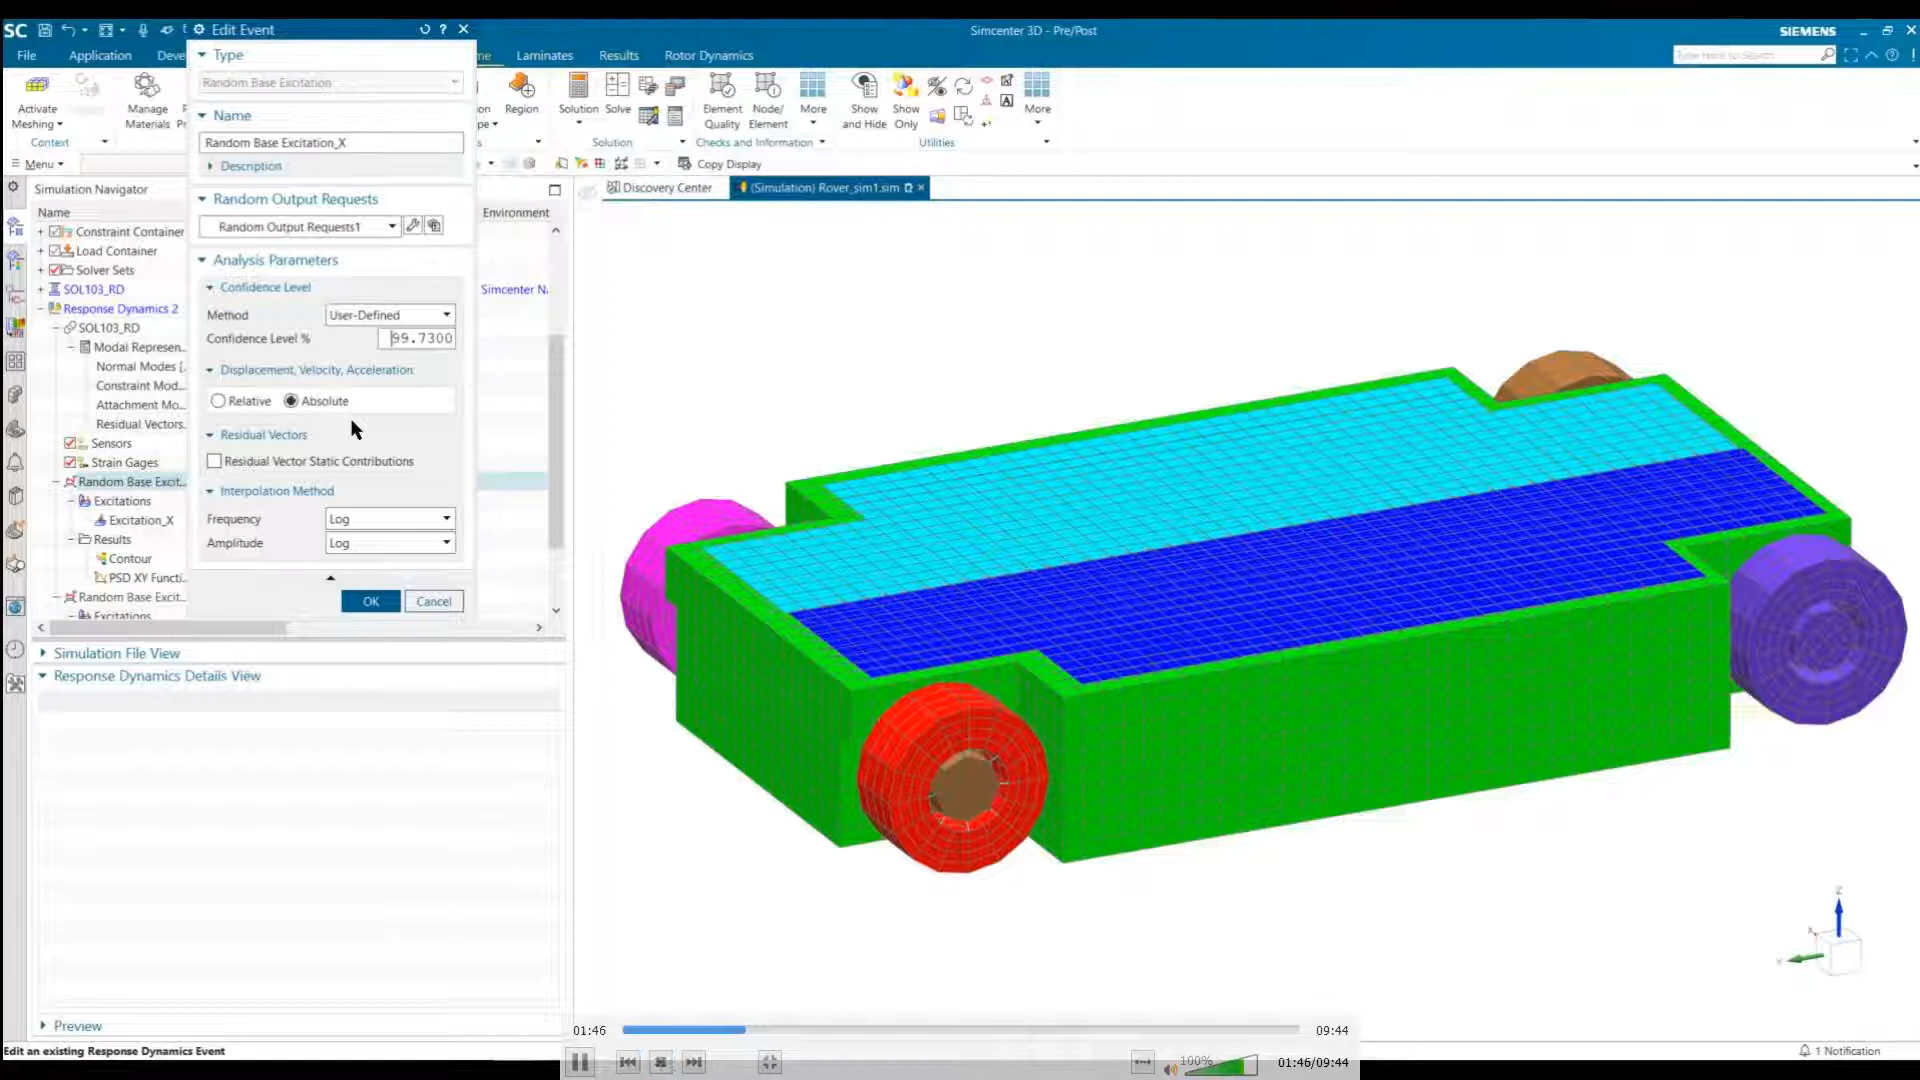 SC
Edit Event
Simcenter 3D - Pre/Post
SIEMENS
File
Application
Laminates
Results
Rotor Dynamics
Activate
Meshing
Manage
Materials
Region
Solution
Solve
Element
Quality
Node/
Element
More
Show
and Hide
Show
Only
More
Context
Solution
Checks and Information
Utilities
Menu
Copy Display
Type
Random Base Excitation
Name
Random Base Excitation_X
Description
Random Output Requests
Random Output Requests1
Analysis Parameters
Confidence Level
Method
User-Defined
Confidence Level %
99.7300
Displacement, Velocity, Acceleration
Relative
Absolute
Residual Vectors
Residual Vector Static Contributions
Interpolation Method
Frequency
Log
Amplitude
Log
OK
Cancel
Simulation Navigator
Name
Environment
Constraint Container
Load Container
Solver Sets
SOL103_RD
Simcenter N.
Response Dynamics 2
SOL103_RD
Modal Represen...
Normal Modes [.
Constraint Mod...
Attachment Mo...
Residual Vectors.
Sensors
Strain Gages
Random Base Excit...
Excitations
Excitation_X
Results
Contour
PSD XY Functi...
Random Base Excit...
Excitations
Discovery Center
(Simulation) Rover_sim1.sim
Simulation File View
Response Dynamics Details View
Preview
Z
Edit an existing Response Dynamics Event
1 Notification
01:46
09:44
100%
01:46/09:44